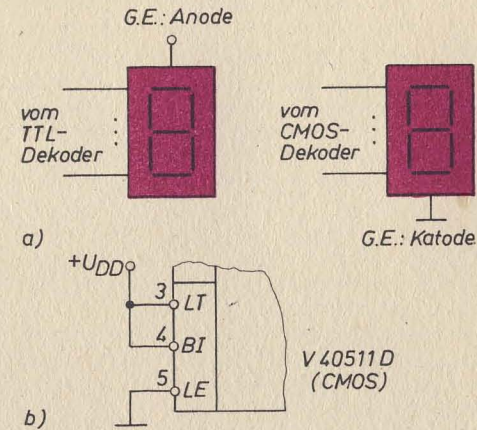 G.E.: Anode
vom
TTL-
Dekoder
vom
CMOS-
Dekoder
G.E.: Katode
a)
+UDD
3
LT
4
BI
5
LE
V 40511 D
(CMOS)
b)